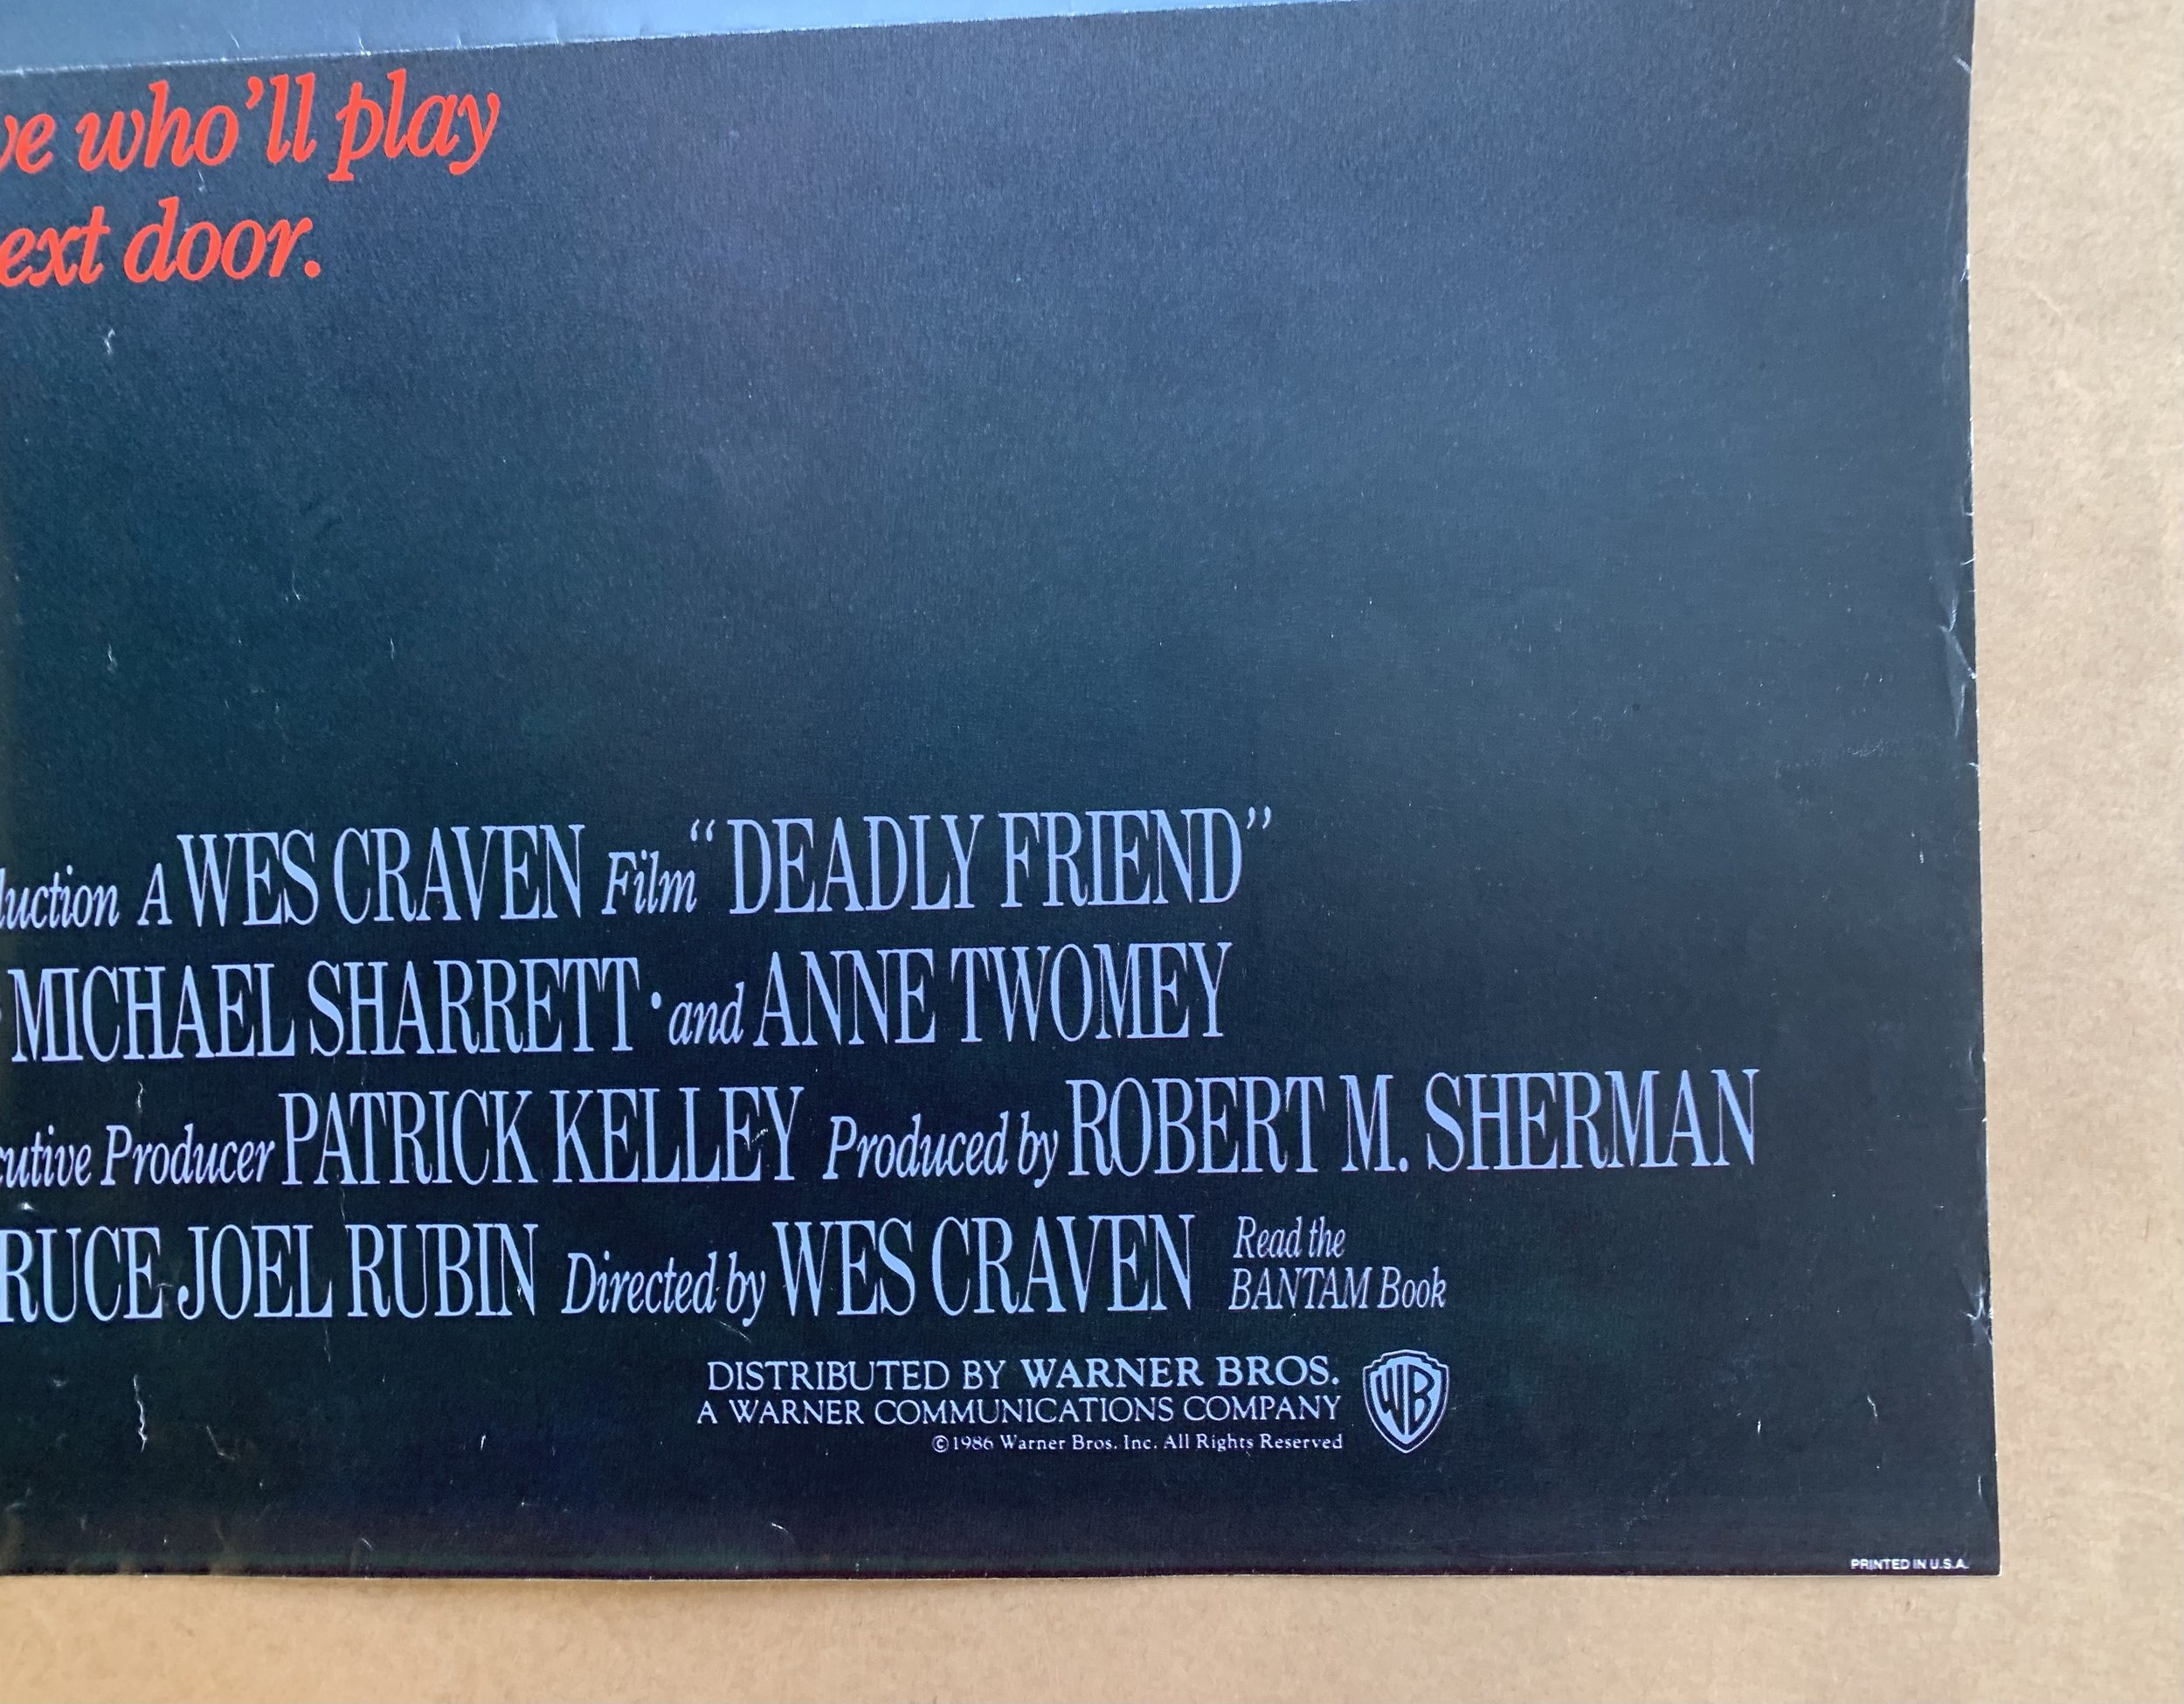 ve who'll play
ext door.
luction A WES CRAVEN Film "DEADLY FRIEND"
MICHAEL SHARRETT · and ANNE TWOMEY
cutive Producer PATRICK KELLEY Produced by ROBERT M. SHERMAN
RUCE JOEL RUBIN Directed by WES CRAVEN Read the
BANTAM Book
DISTRIBUTED BY WARNER BROS.
A WARNER COMMUNICATIONS COMPANY
WB
©1986 Warner Bros. Inc. All Rights Reserved
PRINTED IN U.S.A.